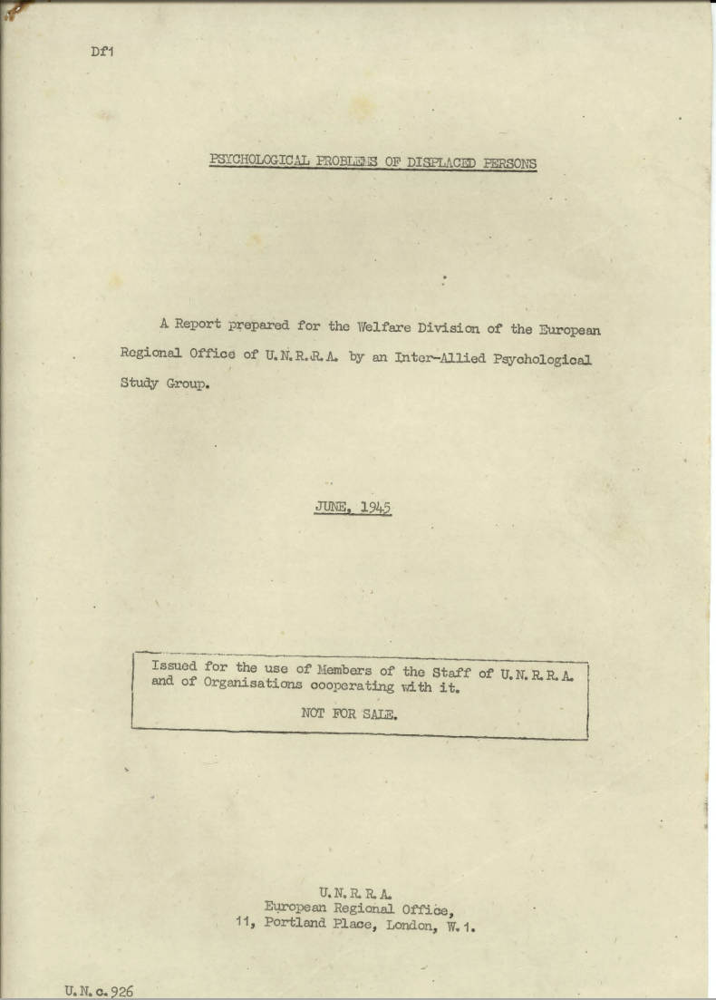 Df1
PSYCHOLOGICAL PROBLEMS OF DISPLACED PERSONS
A Report prepared for the Welfare Division of the European
Regional Office of U.N.R.R.A. by an Inter-Allied Psychological
Study Group.
JUNE, 1945
Issued for the use of Members of the Staff of U.N.R.R.A.
and of Organisations cooperating with it.
NOT FOR SALE.
U.N.R.R.A.
European Regional Office,
11, Portland Place, London, W.1.
U.N.c.926